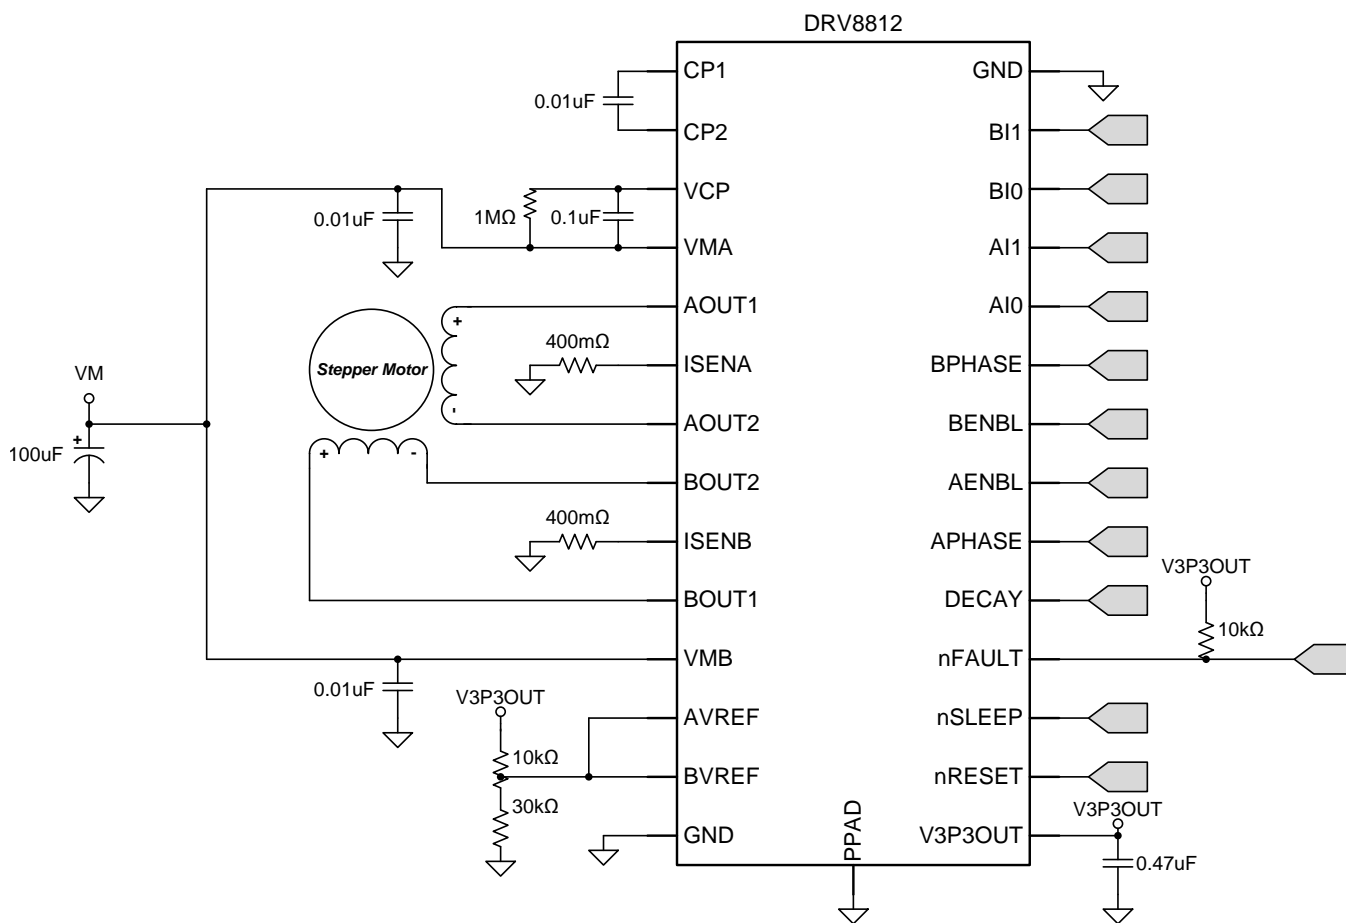 DRV8812
CP1
GND
0.01uF
CP2
BI1
VCP
BI0
0.01uF
1MΩ
0.1uF
VMA
AI1
AOUT1
AI0
+
400mΩ
Stepper Motor
ISENA
BPHASE
VM
-
AOUT2
BENBL
+
100uF
+
-
BOUT2
AENBL
400mΩ
ISENB
APHASE
V3P3OUT
BOUT1
DECAY
10kΩ
VMB
nFAULT
0.01uF
V3P3OUT
AVREF
nSLEEP
10kΩ
BVREF
nRESET
30kΩ
V3P3OUT
GND
PPAD
V3P3OUT
0.47uF